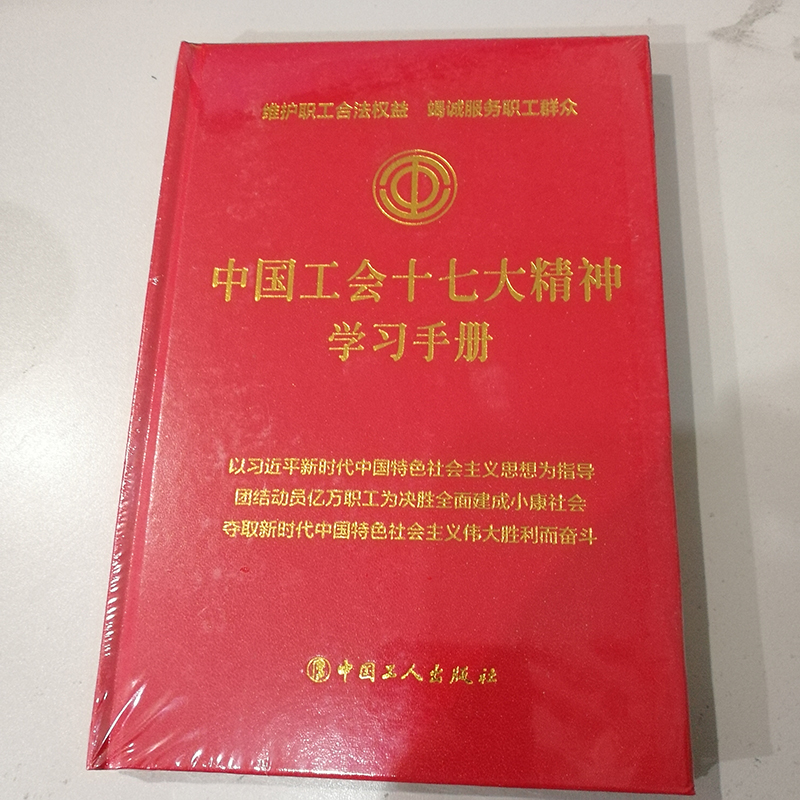 维护职工合法权益 竭诚服务职工群众
中国工会十七大精神
学习手册
以习近平新时代中国特色社会主义思想为指导
团结动员亿万职工为决胜全面建成小康社会
夺取新时代中国特色社会主义伟大胜利而奋斗
中国工人出版社